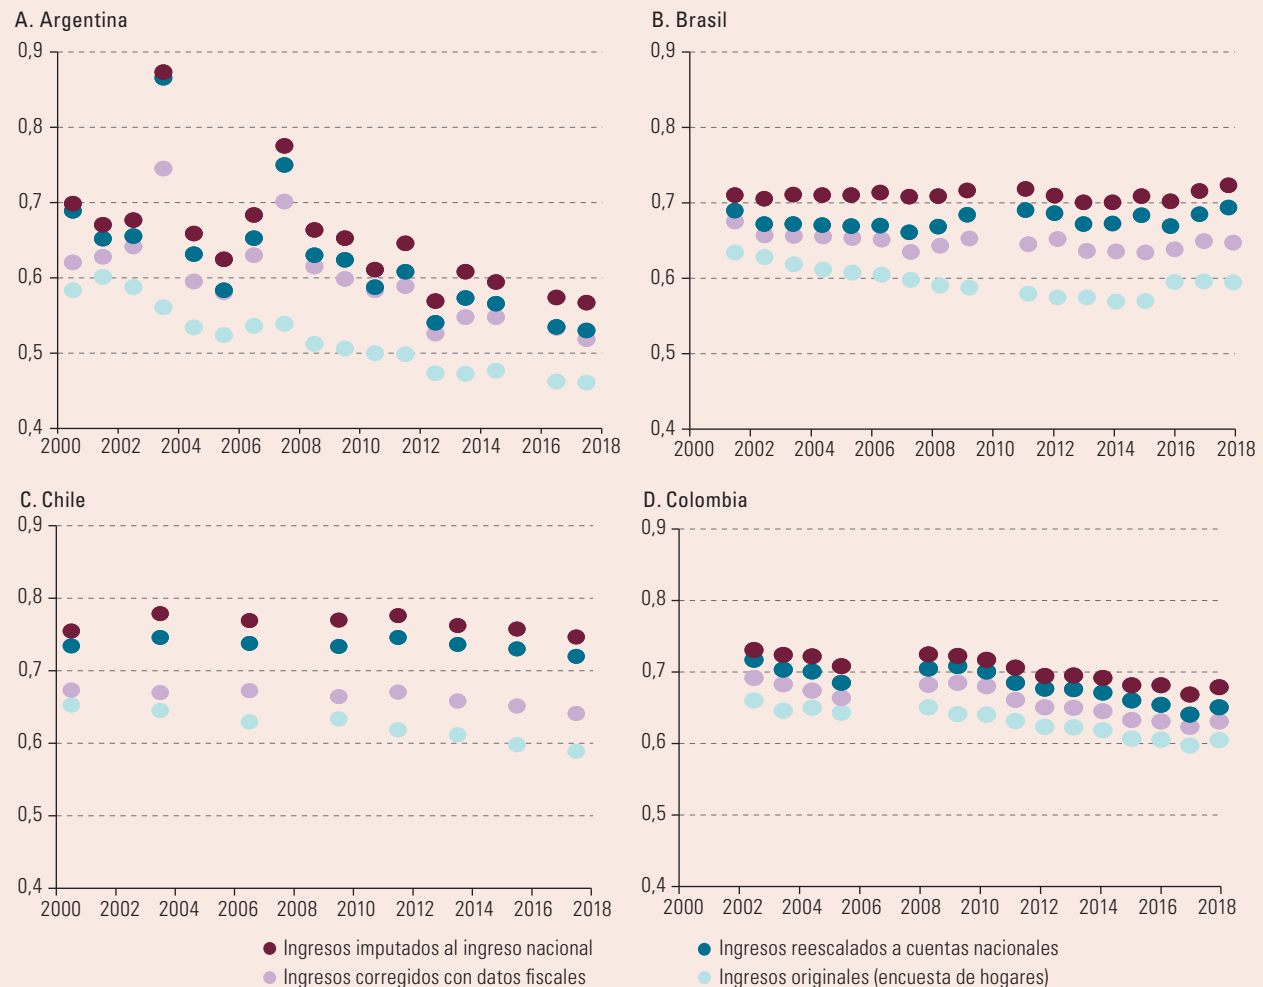 A. Argentina
0,9
0,8
0,7
0,6
0,5
0,4
2000 2002 2004 2006 2008 2010 2012 2014 2016 2018
B. Brasil
0,9
0,8
0,7
0,6
0,5
0,4
2000 2002 2004 2006 2008 2010 2012 2014 2016 2018
C. Chile
0,9
0,8
0,7
0,6
0,5
0,4
2000 2002 2004 2006 2008 2010 2012 2014 2016 2018
D. Colombia
0,9
0,8
0,7
0,6
0,5
0,4
2000 2002 2004 2006 2008 2010 2012 2014 2016 2018
Ingresos imputados al ingreso nacional
Ingresos reescalados a cuentas nacionales
Ingresos corregidos con datos fiscales
Ingresos originales (encuesta de hogares)